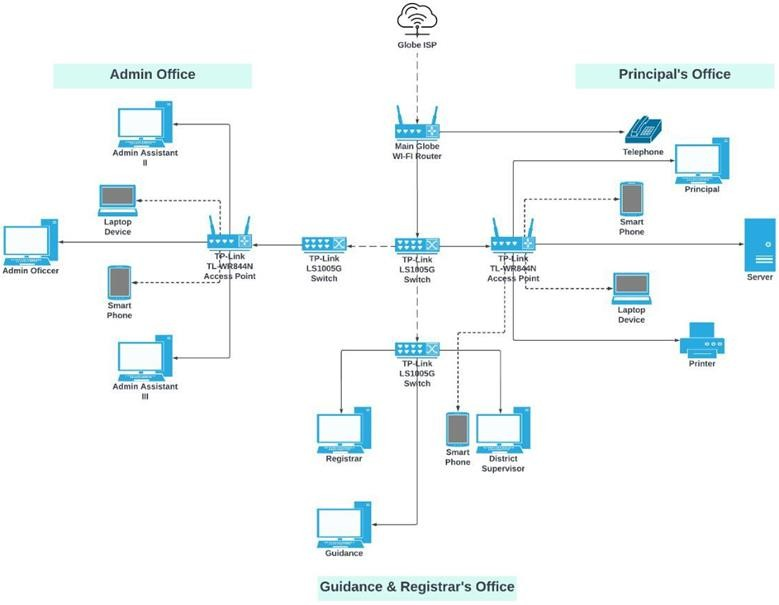 Globe ISP
Admin Office
Principal's Office
Main Globe
WI-FI Router
Telephone
Admin Assistant
II
Principal
Laptop
Device
Smart
Phone
Admin Oficcer
TP-Link
TL-WR844N
Access Point
TP-Link
LS1005G
Switch
TP-Link
LS1005G
Switch
TP-Link
TL-WR844N
Access Point
Server
Smart
Phone
Laptop
Device
Printer
Admin Assistant
III
TP-Link
LS1005G
Switch
Registrar
Smart
Phone
District
Supervisor
Guidance
Guidance & Registrar's Office